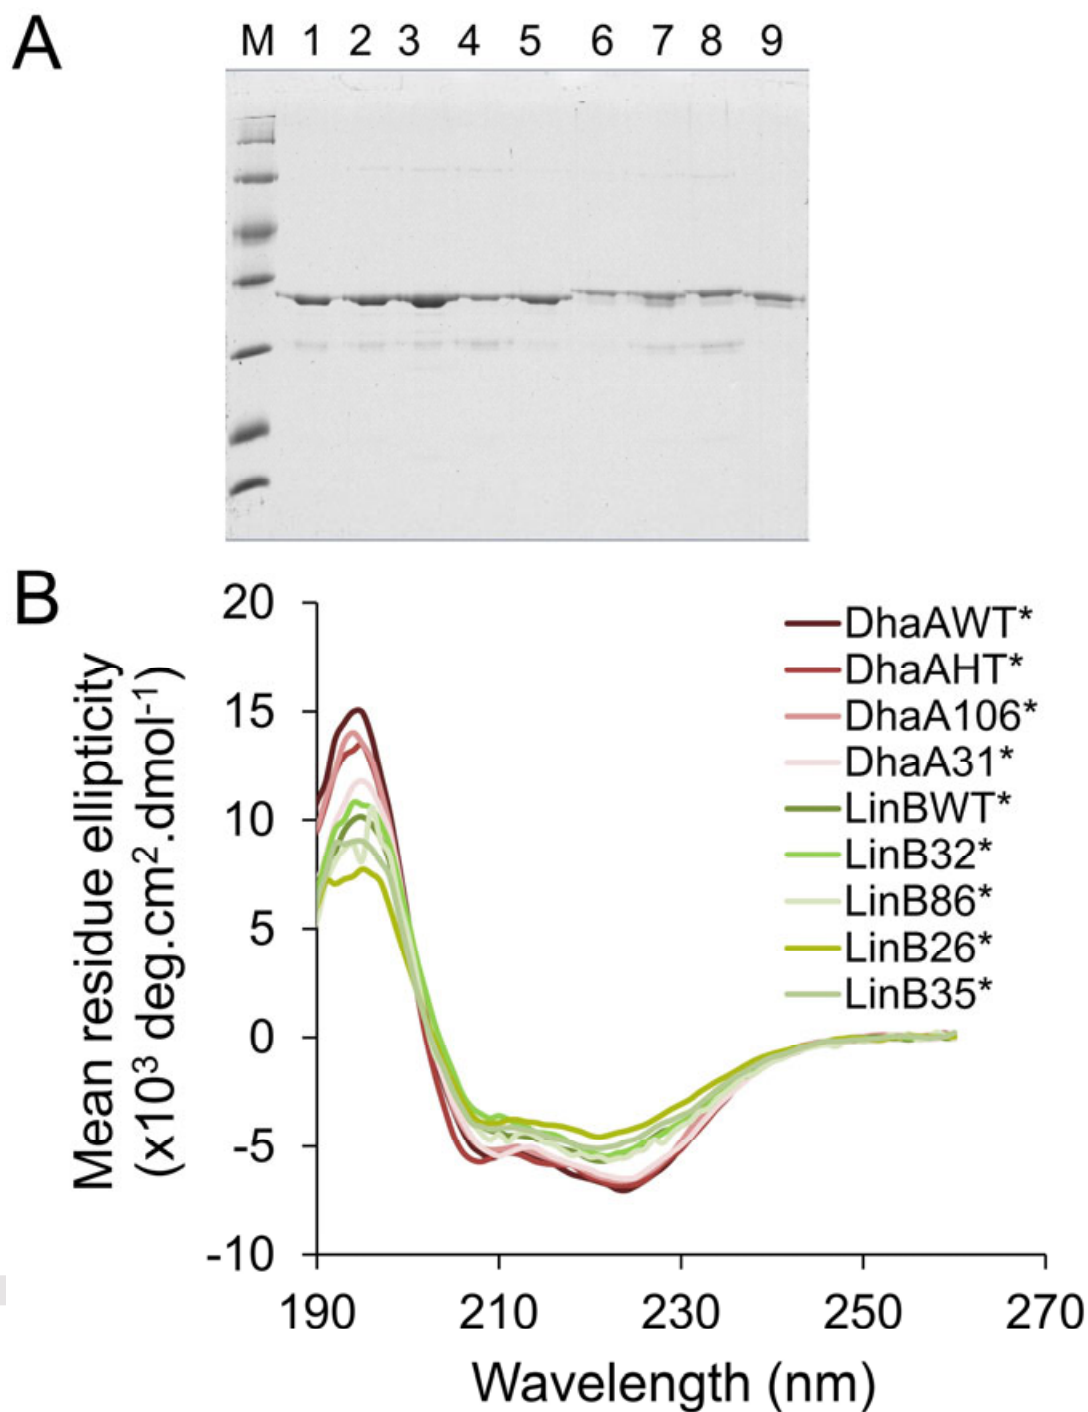 A
M 1 2 3 4 5 6 7 8 9
B
Mean residue ellipticity
(x10³ deg.cm².dmol⁻¹)
20
15
10
5
0
-5
-10
DhaAWT*
DhaAHT*
DhaA106*
DhaA31*
LinBWT*
LinB32*
LinB86*
LinB26*
LinB35*
190 210 230 250 270
Wavelength (nm)